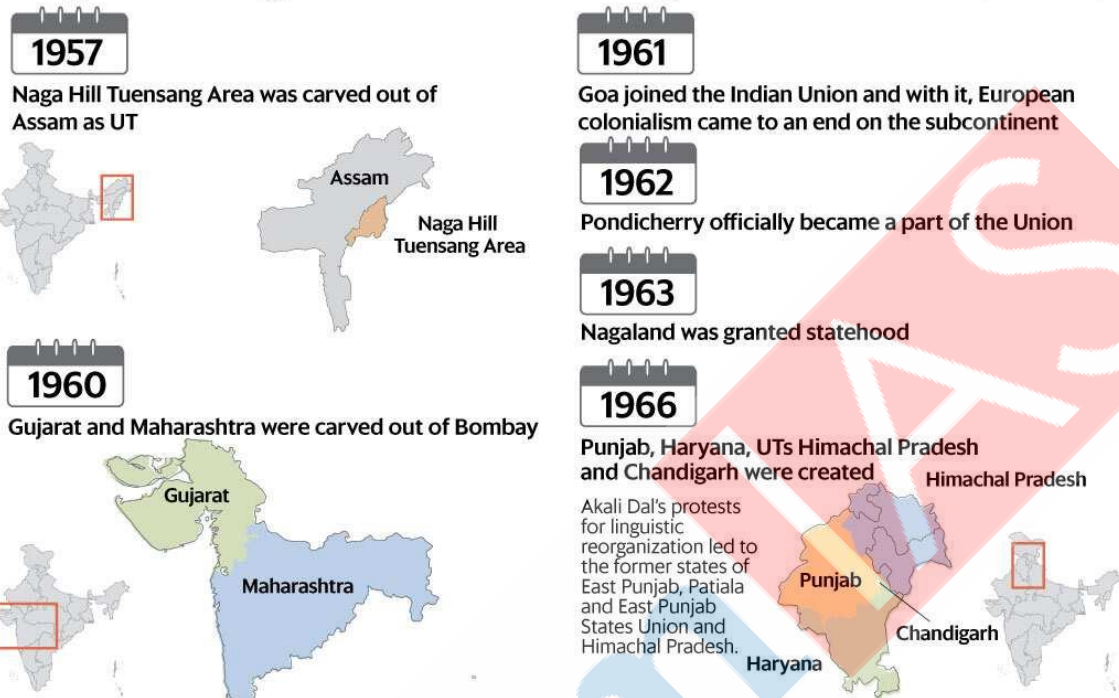 1957
Naga Hill Tuensang Area was carved out of
Assam as UT
Assam
Naga Hill
Tuensang Area
1960
Gujarat and Maharashtra were carved out of Bombay
Gujarat
Maharashtra
1961
Goa joined the Indian Union and with it, European
colonialism came to an end on the subcontinent
1962
Pondicherry officially became a part of the Union
1963
Nagaland was granted statehood
1966
Punjab, Haryana, UTs Himachal Pradesh
and Chandigarh were created
Himachal Pradesh
Akali Dal's protests
for linguistic
reorganization led to
the former states of
East Punjab, Patiala
and East Punjab
States Union and
Himachal Pradesh.
Punjab
Chandigarh
Haryana
IAS